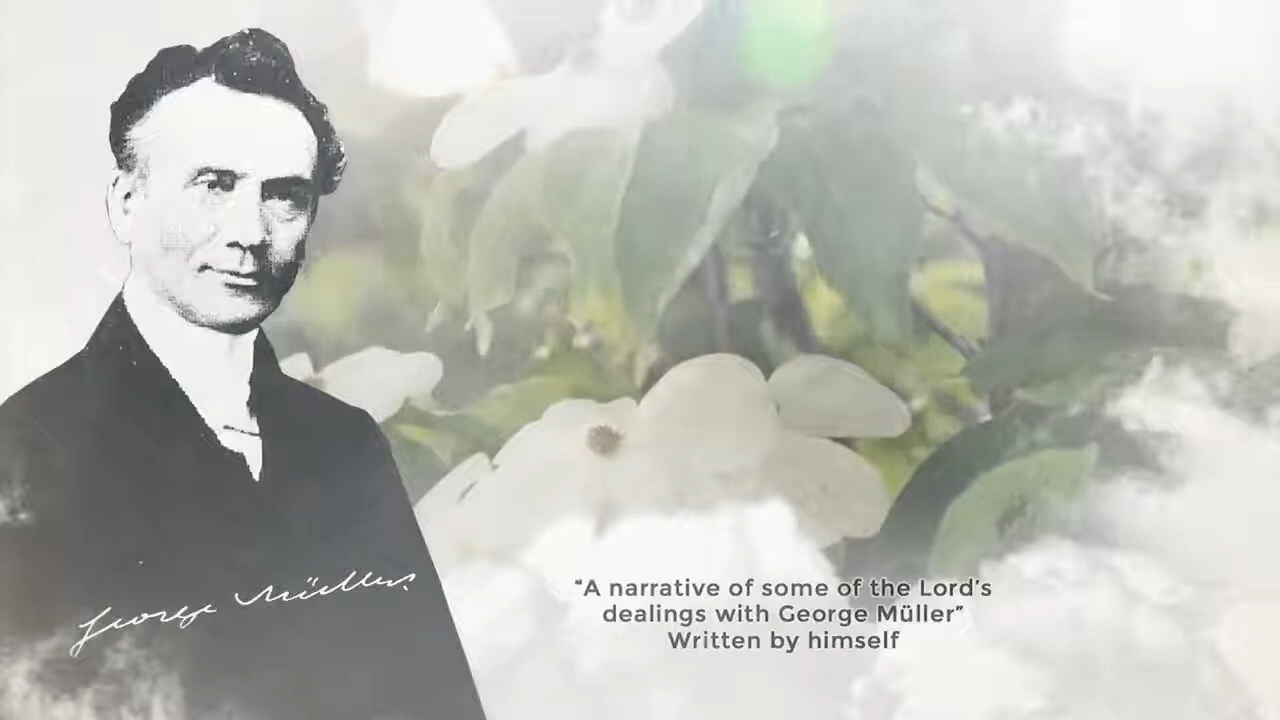 George Müller
“A narrative of some of the Lord’s
dealings with George Müller”
Written by himself